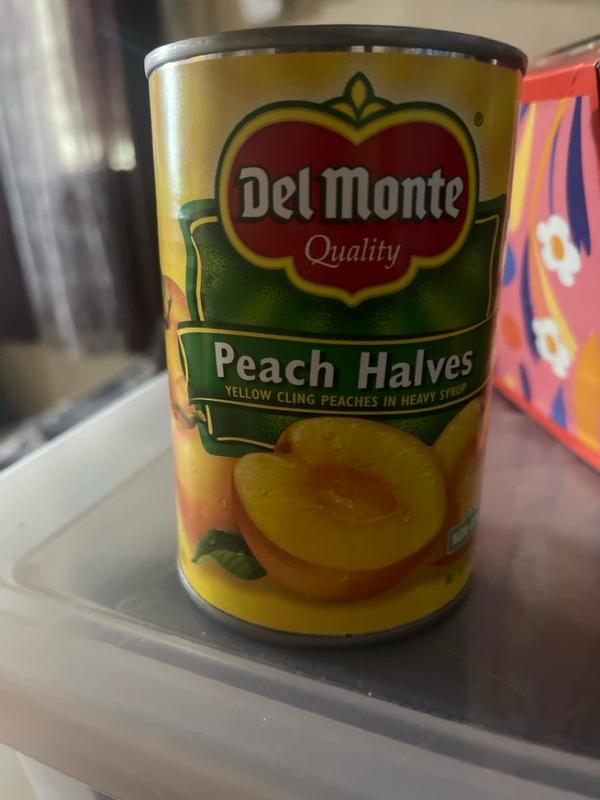 Del Monte
®
Quality
Peach Halves
YELLOW CLING PEACHES IN HEAVY SYRUP